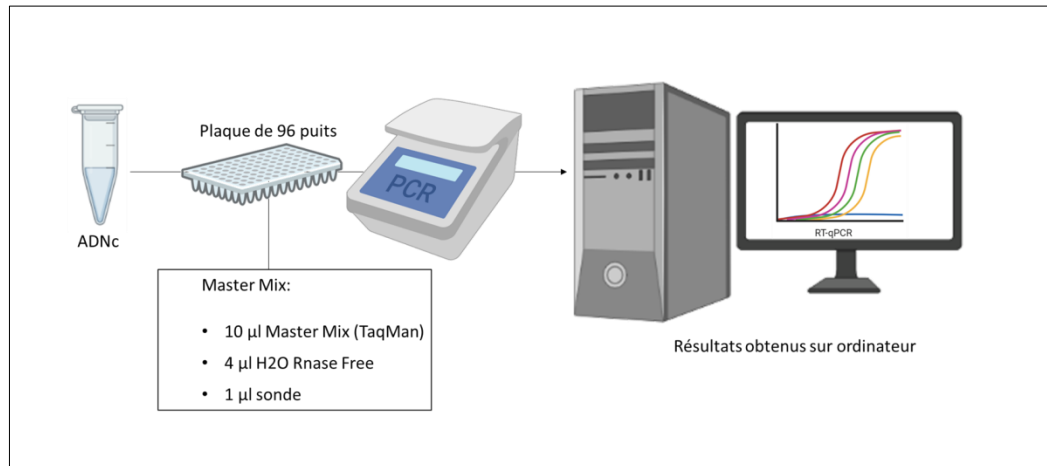 Plaque de 96 puits
PCR
ADNc
RT-qPCR
Master Mix:
• 10 µl Master Mix (TaqMan)
• 4 µl H2O Rnase Free
• 1 µl sonde
Résultats obtenus sur ordinateur